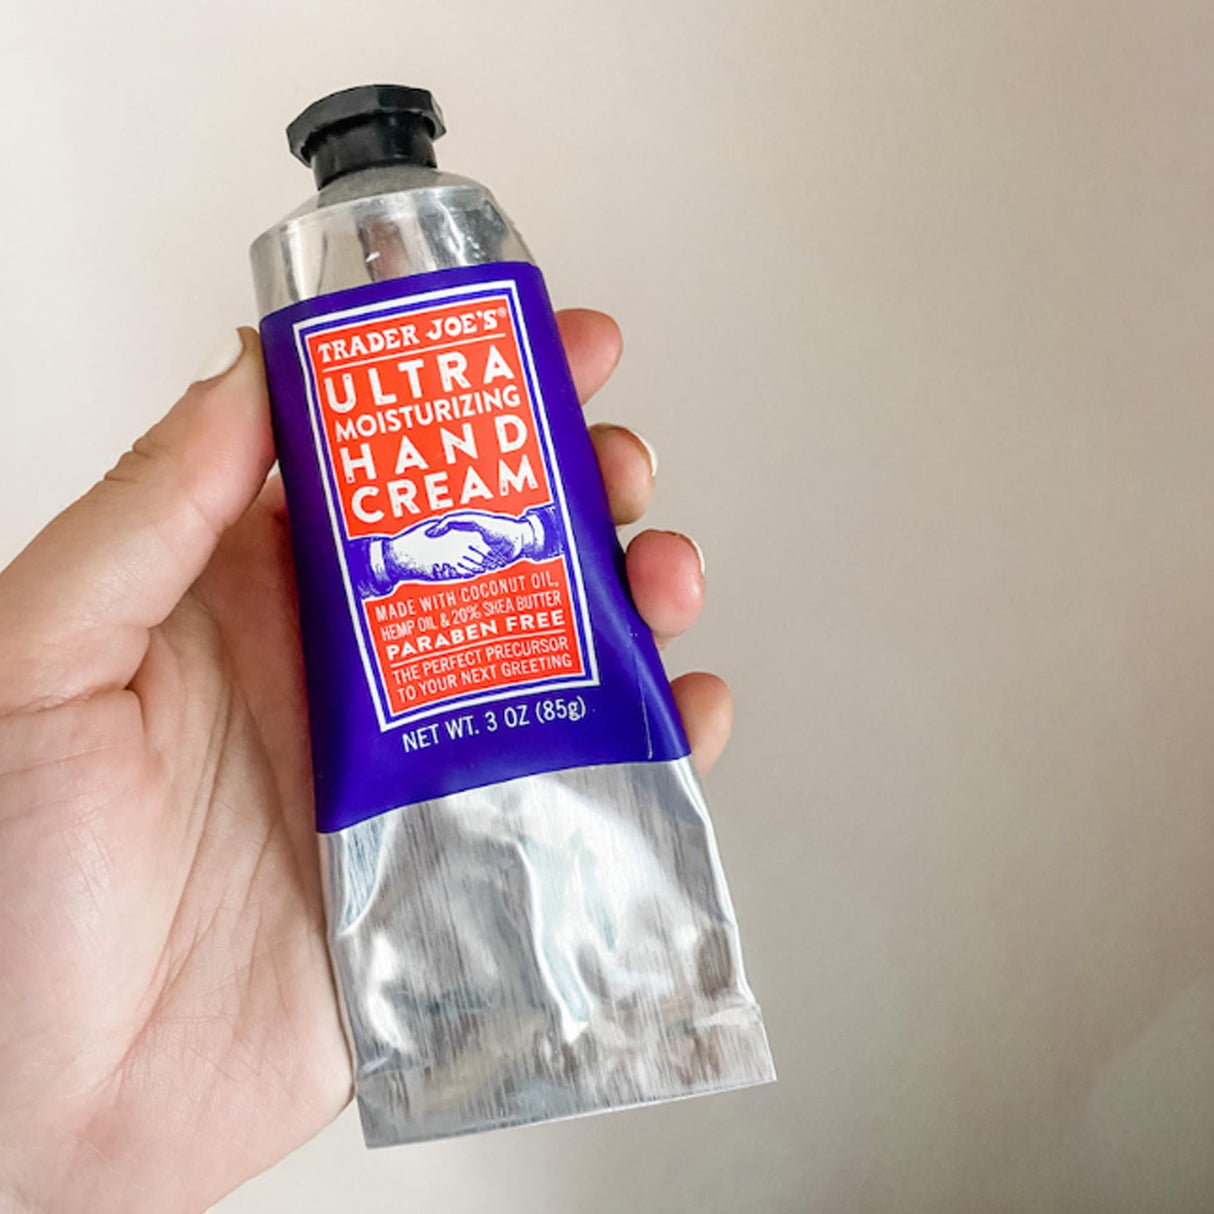 TRADER JOE'S®
ULTRA
MOISTURIZING
HAND
CREAM
MADE WITH COCONUT OIL,
HEMP OIL & 20% SHEA BUTTER
PARABEN FREE
THE PERFECT PRECURSOR
TO YOUR NEXT GREETING
NET WT. 3 OZ (85g)